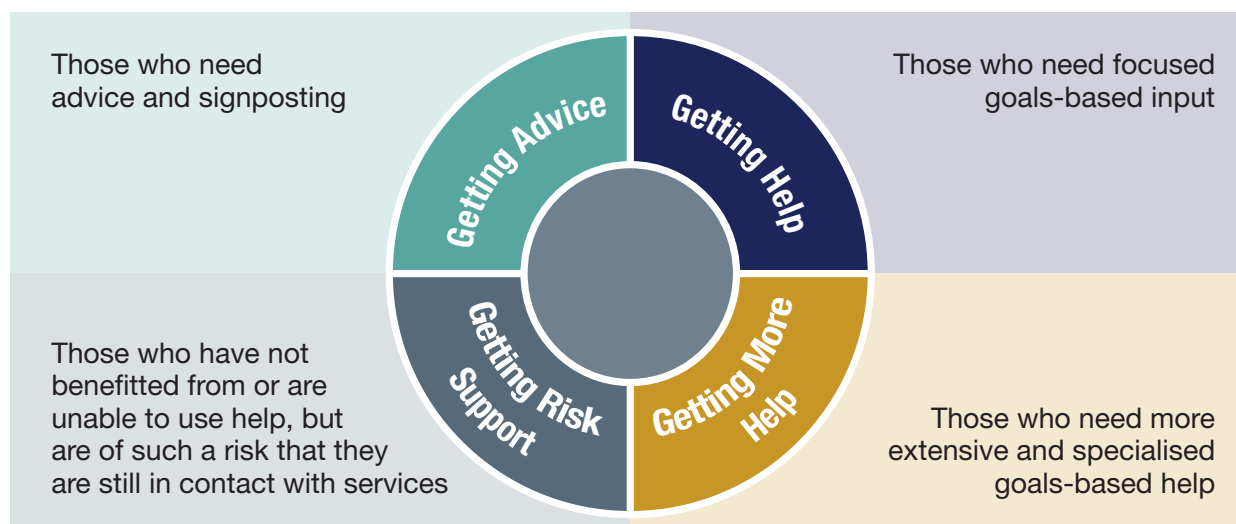 Those who need
advice and signposting
Getting Advice
Getting Help
Those who need focused
goals-based input
Those who have not
benefitted from or are
unable to use help, but
are of such a risk that they
are still in contact with services
Getting Risk
Support
Getting More
Help
Those who need more
extensive and specialised
goals-based help